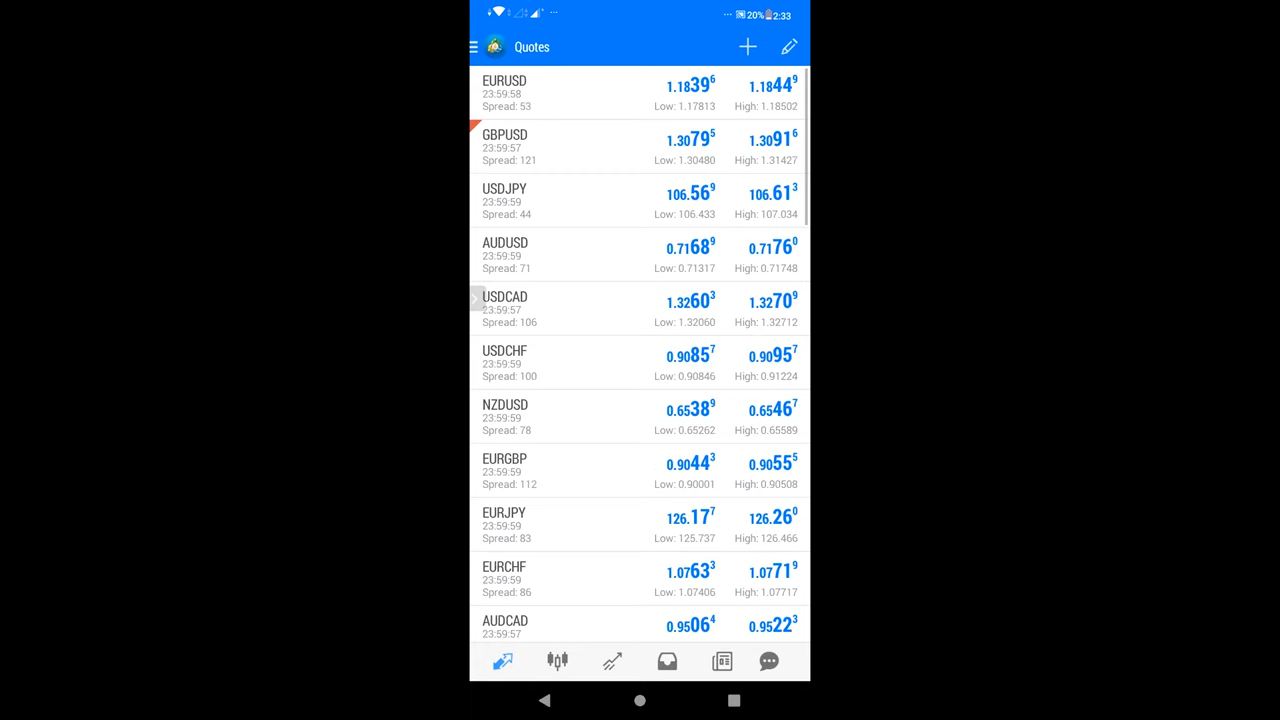 20% 2:33
Quotes
EURUSD 1.18396 1.18449
23:59:58
Spread: 53 Low: 1.17813 High: 1.18502
GBPUSD 1.30795 1.30916
23:59:57
Spread: 121 Low: 1.30480 High: 1.31427
USDJPY 106.569 106.613
23:59:59
Spread: 44 Low: 106.433 High: 107.034
AUDUSD 0.71689 0.71760
23:59:59
Spread: 71 Low: 0.71317 High: 0.71748
USDCAD 1.32603 1.32709
23:59:57
Spread: 106 Low: 1.32060 High: 1.32712
USDCHF 0.90857 0.90957
23:59:59
Spread: 100 Low: 0.90846 High: 0.91224
NZDUSD 0.65389 0.65467
23:59:59
Spread: 78 Low: 0.65262 High: 0.65589
EURGBP 0.90443 0.90555
23:59:59
Spread: 112 Low: 0.90001 High: 0.90508
EURJPY 126.177 126.260
23:59:59
Spread: 83 Low: 125.737 High: 126.466
EURCHF 1.07633 1.07719
23:59:59
Spread: 86 Low: 1.07406 High: 1.07717
AUDCAD 0.95064 0.95223
23:59:57